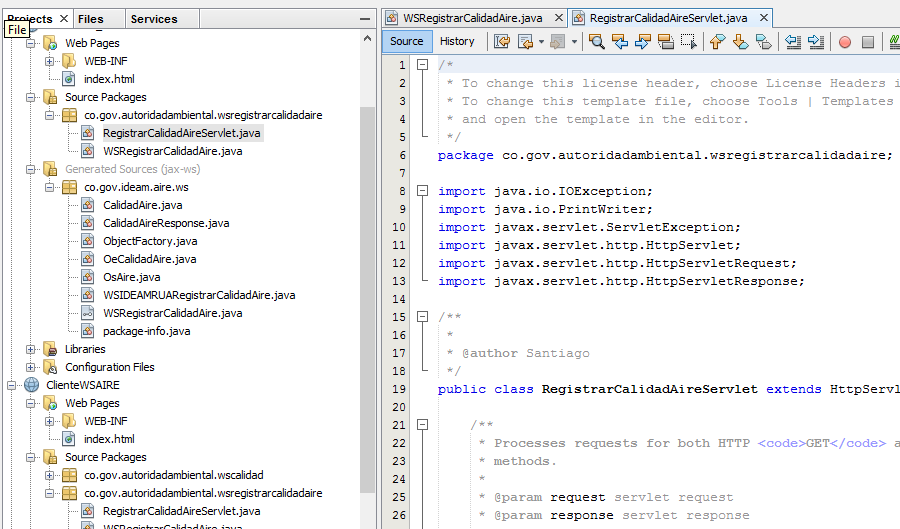 Projects Files Services
File
Web Pages
WEB-INF
index.html
Source Packages
co.gov.autoridadambiental.wsregistrarcalidadaire
RegistrarCalidadAireServlet.java
WSRegistrarCalidadAire.java
Generated Sources (jax-ws)
co.gov.ideam.aire.ws
CalidadAire.java
CalidadAireResponse.java
ObjectFactory.java
OeCalidadAire.java
OsAire.java
WSIDEAMRUARegistrarCalidadAire.java
WSRegistrarCalidadAire.java
package-info.java
Libraries
Configuration Files
ClienteWSAIRE
Web Pages
WEB-INF
index.html
Source Packages
co.gov.autoridadambiental.wscalidad
co.gov.autoridadambiental.wsregistrarcalidadaire
RegistrarCalidadAireServlet.java
WSRegistrarCalidadAire.java
WSRegistrarCalidadAire.java RegistrarCalidadAireServlet.java
Source History
1 /*
2 * To change this license header, choose License Headers i
3 * To change this template file, choose Tools | Templates
4 * and open the template in the editor.
5 */
6 package co.gov.autoridadambiental.wsregistrarcalidadaire;
7
8 import java.io.IOException;
9 import java.io.PrintWriter;
10 import javax.servlet.ServletException;
11 import javax.servlet.http.HttpServlet;
12 import javax.servlet.http.HttpServletRequest;
13 import javax.servlet.http.HttpServletResponse;
14
15 /**
16 *
17 * @author Santiago
18 */
19 public class RegistrarCalidadAireServlet extends HttpServl
20
21 /**
22 * Processes requests for both HTTP <code>GET</code> a
23 * methods.
24 *
25 * @param request servlet request
26 * @param response servlet response